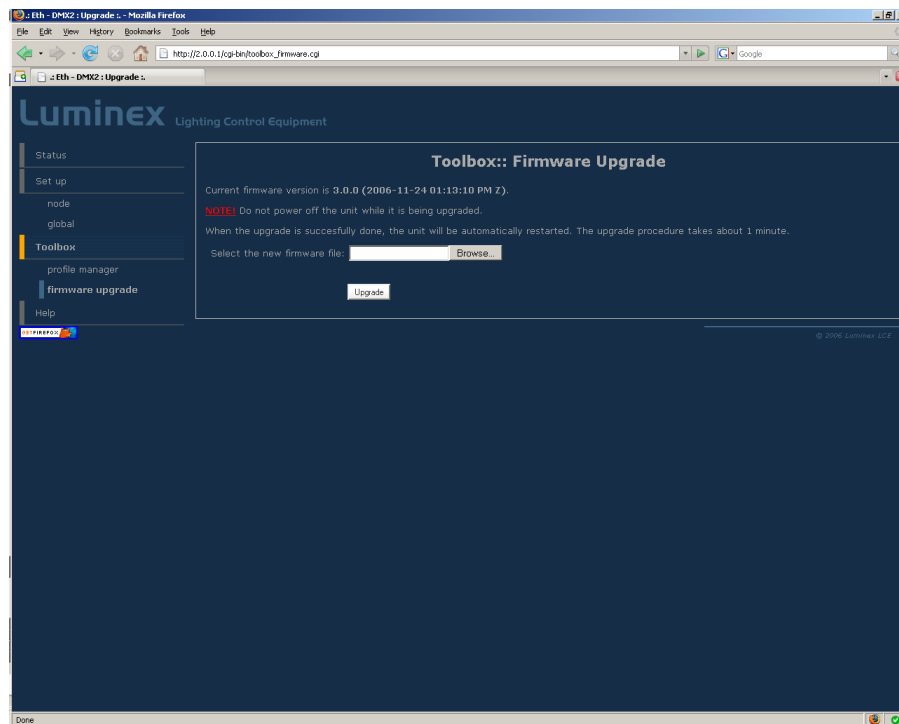 .: Eth - DMX2 : Upgrade :. - Mozilla Firefox
File Edit View History Bookmarks Tools Help
http://2.0.0.1/cgi-bin/toolbox_firmware.cgi
Google
.: Eth - DMX2 : Upgrade :.
Luminex Lighting Control Equipment
Status
Set up
node
global
Toolbox
profile manager
firmware upgrade
Help
GET FIREFOX
Toolbox:: Firmware Upgrade
Current firmware version is 3.0.0 (2006-11-24 01:13:10 PM Z).
NOTE! Do not power off the unit while it is being upgraded.
When the upgrade is succesfully done, the unit will be automatically restarted. The upgrade procedure takes about 1 minute.
Select the new firmware file: Browse...
Upgrade
© 2006 Luminex LCE
Done